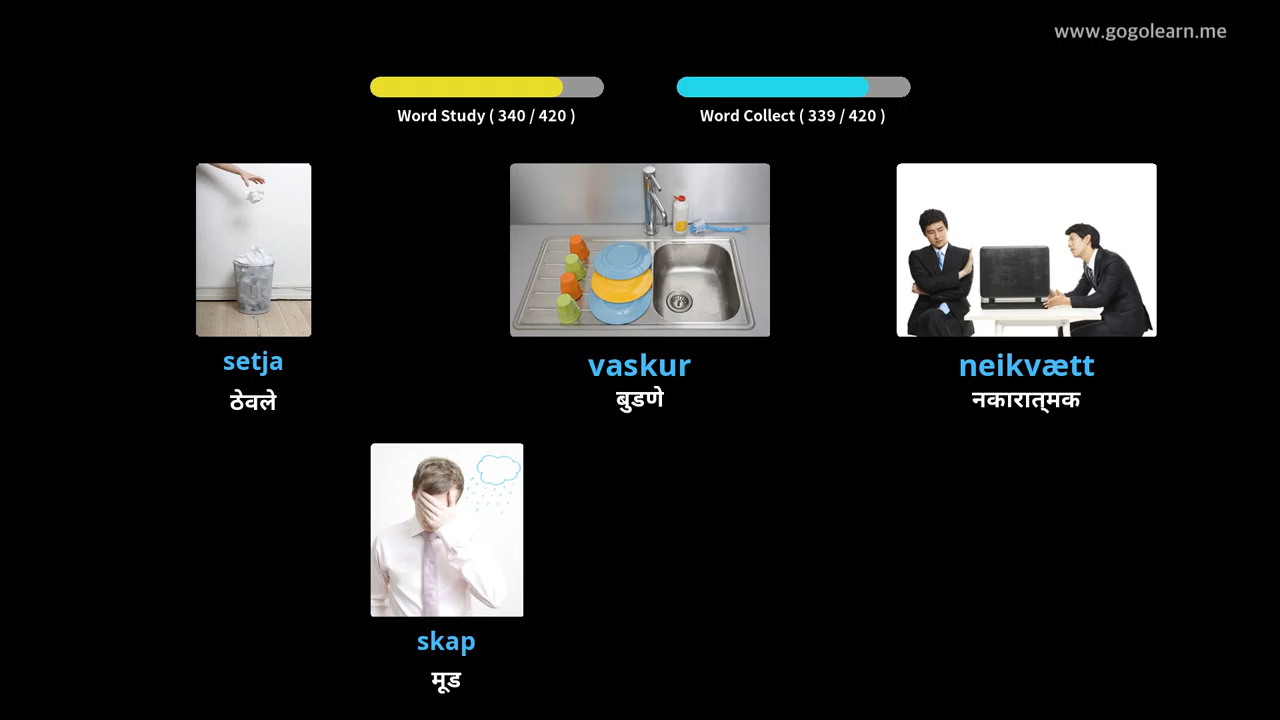 www.gogolearn.me
Word Study ( 340 / 420 )
Word Collect ( 339 / 420 )
setja
ठेवले
vaskur
बुडणे
neikvætt
नकारात्मक
skap
मूड